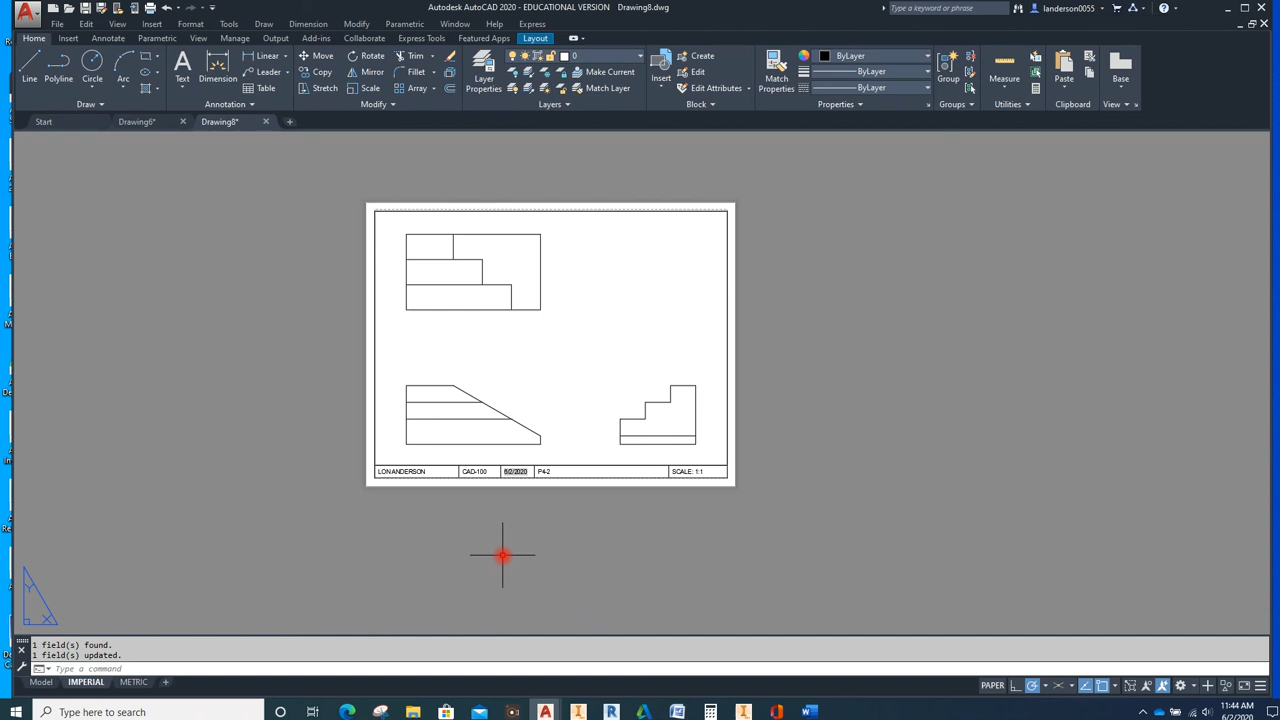 Autodesk AutoCAD 2020 - EDUCATIONAL VERSION Drawing8.dwg
Type a keyword or phrase
landerson0055
File Edit View Insert Format Tools Draw Dimension Modify Parametric Window Help Express
Home Insert Annotate Parametric View Manage Output Add-ins Collaborate Express Tools Featured Apps Layout
Line Polyline Circle Arc Text Dimension Linear Leader Table
Move Rotate Trim
Copy Mirror Fillet
Stretch Scale Array
Layer Properties 0
Make Current
Match Layer
Insert Create
Edit
Edit Attributes
Match Properties ByLayer
ByLayer
ByLayer
Group Measure Paste Base
Draw Annotation Modify Layers Block Properties Groups Utilities Clipboard View
Start Drawing6* Drawing8*
LON ANDERSON CAD-100 6/2/2020 P4-2 SCALE: 1:1
Y
X
1 field(s) found.
1 field(s) updated.
Type a command
Model IMPERIAL METRIC
PAPER
Type here to search
11:44 AM
6/2/2020